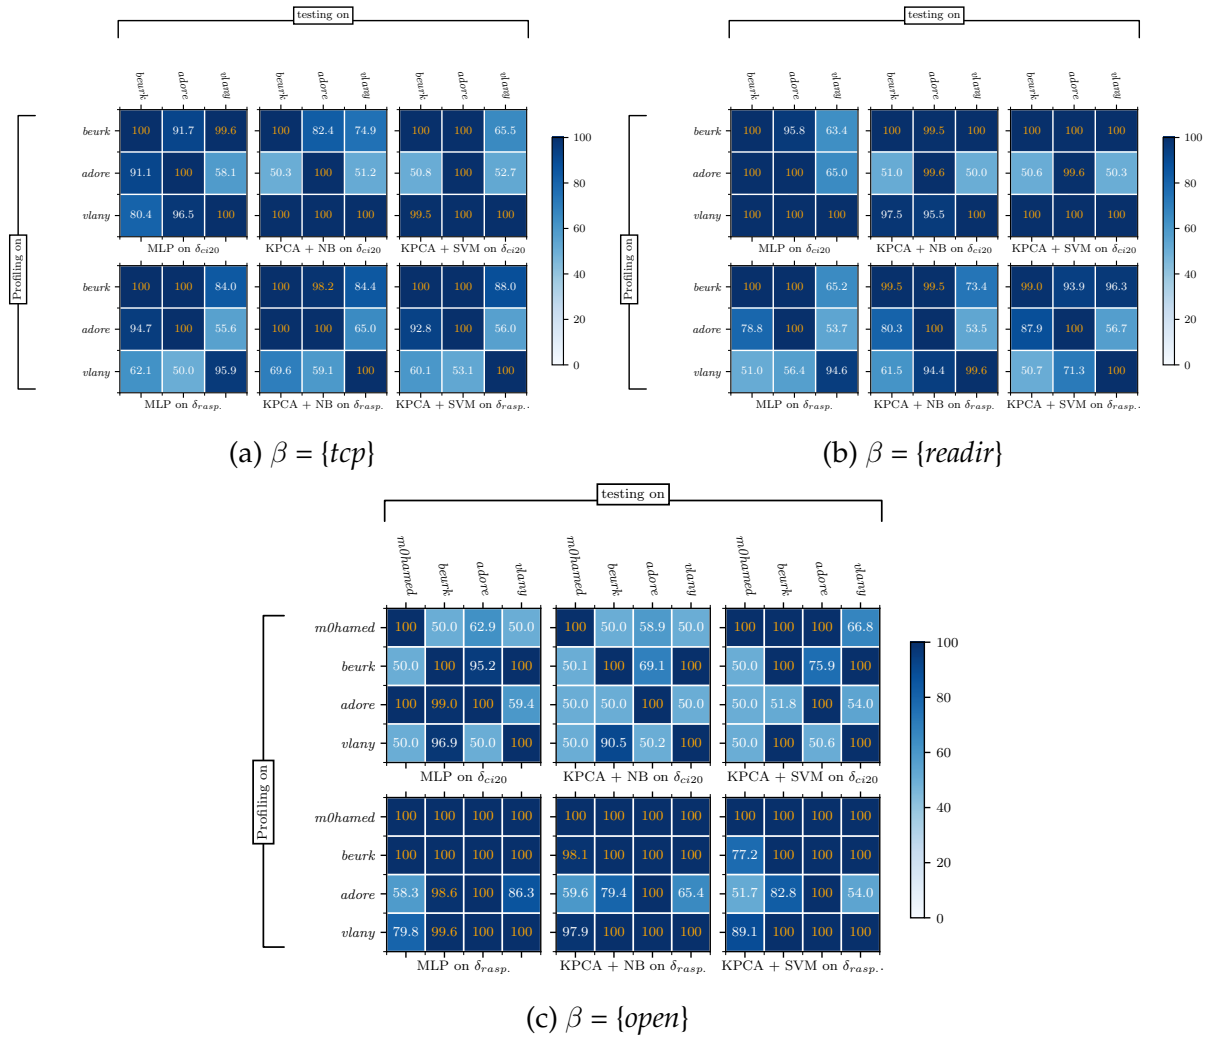 testing on
beurk adore vlany beurk adore vlany beurk adore vlany
Profiling on
beurk 100 91.7 99.6 100 82.4 74.9 100 100 65.5
adore 91.1 100 58.1 50.3 100 51.2 50.8 100 52.7
vlany 80.4 96.5 100 100 100 100 99.5 100 100
MLP on δci20 KPCA + NB on δci20 KPCA + SVM on δci20
beurk 100 100 84.0 100 98.2 84.4 100 100 88.0
adore 94.7 100 55.6 100 100 65.0 92.8 100 56.0
vlany 62.1 50.0 95.9 69.6 59.1 100 60.1 53.1 100
MLP on δrasp. KPCA + NB on δrasp. KPCA + SVM on δrasp..
100
80
60
40
20
0
(a) β = {tcp}
testing on
beurk adore vlany beurk adore vlany beurk adore vlany
Profiling on
beurk 100 95.8 63.4 100 99.5 100 100 100 100
adore 100 100 65.0 51.0 99.6 50.0 50.6 99.6 50.3
vlany 100 100 100 97.5 95.5 100 100 100 100
MLP on δci20 KPCA + NB on δci20 KPCA + SVM on δci20
beurk 100 100 65.2 99.5 99.5 73.4 99.0 93.9 96.3
adore 78.8 100 53.7 80.3 100 53.5 87.9 100 56.7
vlany 51.0 56.4 94.6 61.5 94.4 99.6 50.7 71.3 100
MLP on δrasp. KPCA + NB on δrasp. KPCA + SVM on δrasp..
100
80
60
40
20
0
(b) β = {readir}
testing on
m0hamed beurk adore vlany m0hamed beurk adore vlany m0hamed beurk adore vlany
Profiling on
m0hamed 100 50.0 62.9 50.0 100 50.0 58.9 50.0 100 100 100 66.8
beurk 50.0 100 95.2 100 50.1 100 69.1 100 50.0 100 75.9 100
adore 100 99.0 100 59.4 50.0 50.0 100 50.0 50.0 51.8 100 54.0
vlany 50.0 96.9 50.0 100 50.0 90.5 50.2 100 50.0 100 50.6 100
MLP on δci20 KPCA + NB on δci20 KPCA + SVM on δci20
m0hamed 100 100 100 100 100 100 100 100 100 100 100 100
beurk 100 100 100 100 98.1 100 100 100 77.2 100 100 100
adore 58.3 98.6 100 86.3 59.6 79.4 100 65.4 51.7 82.8 100 54.0
vlany 79.8 99.6 100 100 97.9 100 100 100 89.1 100 100 100
MLP on δrasp. KPCA + NB on δrasp. KPCA + SVM on δrasp..
100
80
60
40
20
0
(c) β = {open}